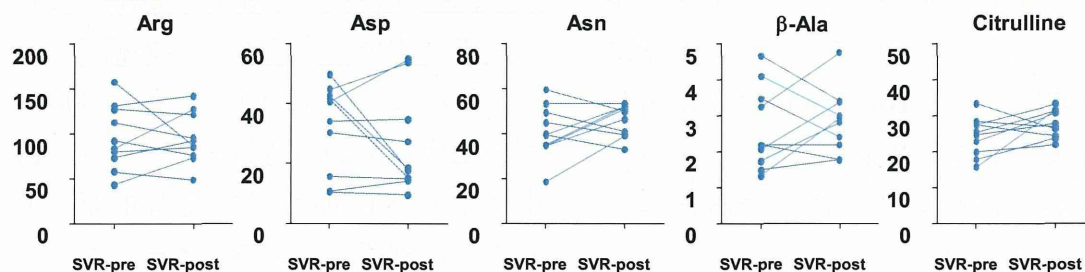 Arg Asp Asn β-Ala Citrulline
200 60 80 5 50
150 40 60 4 40
100 20 40 3 30
50 0 20 2 20
0 0 1 10
0 0
SVR-pre SVR-post SVR-pre SVR-post SVR-pre SVR-post SVR-pre SVR-post SVR-pre SVR-post